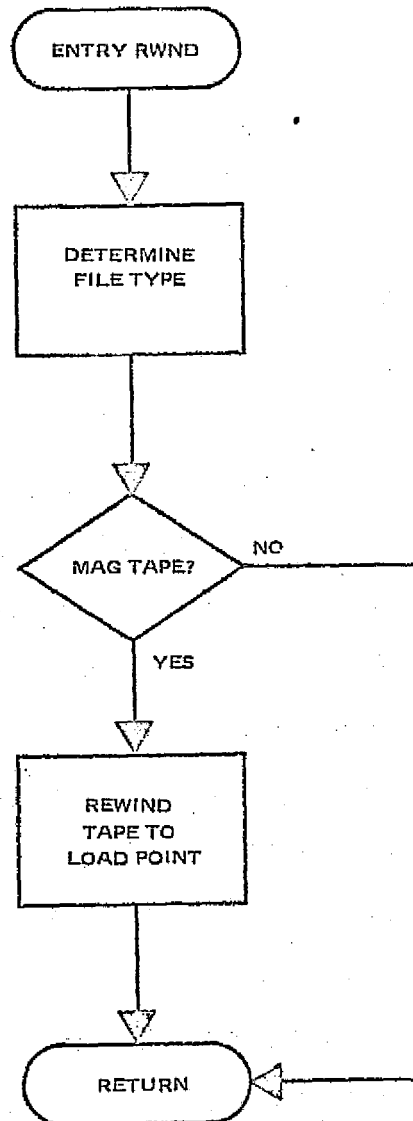 ENTRY RWND
DETERMINE
FILE TYPE
MAG TAPE?
NO
YES
REWIND
TAPE TO
LOAD POINT
RETURN